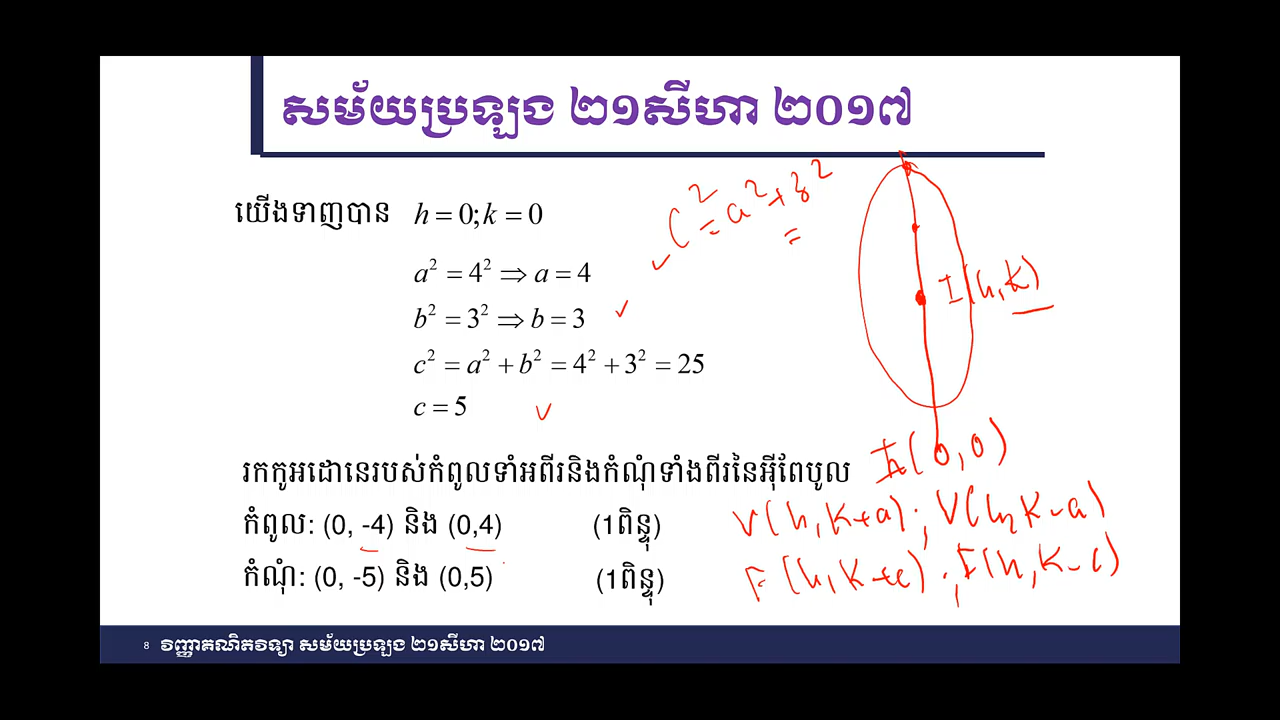 សម័យប្រឡង ២១សីហា ២០១៧
យើងទាញបាន h = 0; k = 0
c² = a² + b²
=
a² = 4² ⇒ a = 4
I(h, k)
b² = 3² ⇒ b = 3
c² = a² + b² = 4² + 3² = 25
c = 5
(0, 0)
រកកូអដោនេរបស់កំពូលទាំអពីរនិងកំណុំទាំងពីរនៃអ៊ីពែបូល
កំពូល: (0, -4) និង (0,4) (1ពិន្ទុ) V(h, k+a) ; V(h, k-a)
កំណុំ: (0, -5) និង (0,5) (1ពិន្ទុ) F(h, k+c) ; F(h, k-c)
8 វិញ្ញាគណិតវិទ្យា សម័យប្រឡង ២១សីហា ២០១៧